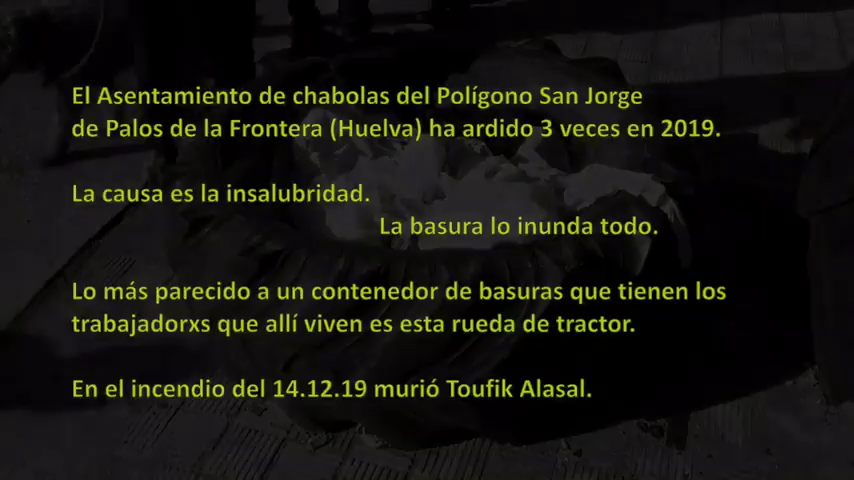 El Asentamiento de chabolas del Polígono San Jorge
de Palos de la Frontera (Huelva) ha ardido 3 veces en 2019.
La causa es la insalubridad.
La basura lo inunda todo.
Lo más parecido a un contenedor de basuras que tienen los
trabajadorxs que allí viven es esta rueda de tractor.
En el incendio del 14.12.19 murió Toufik Alasal.